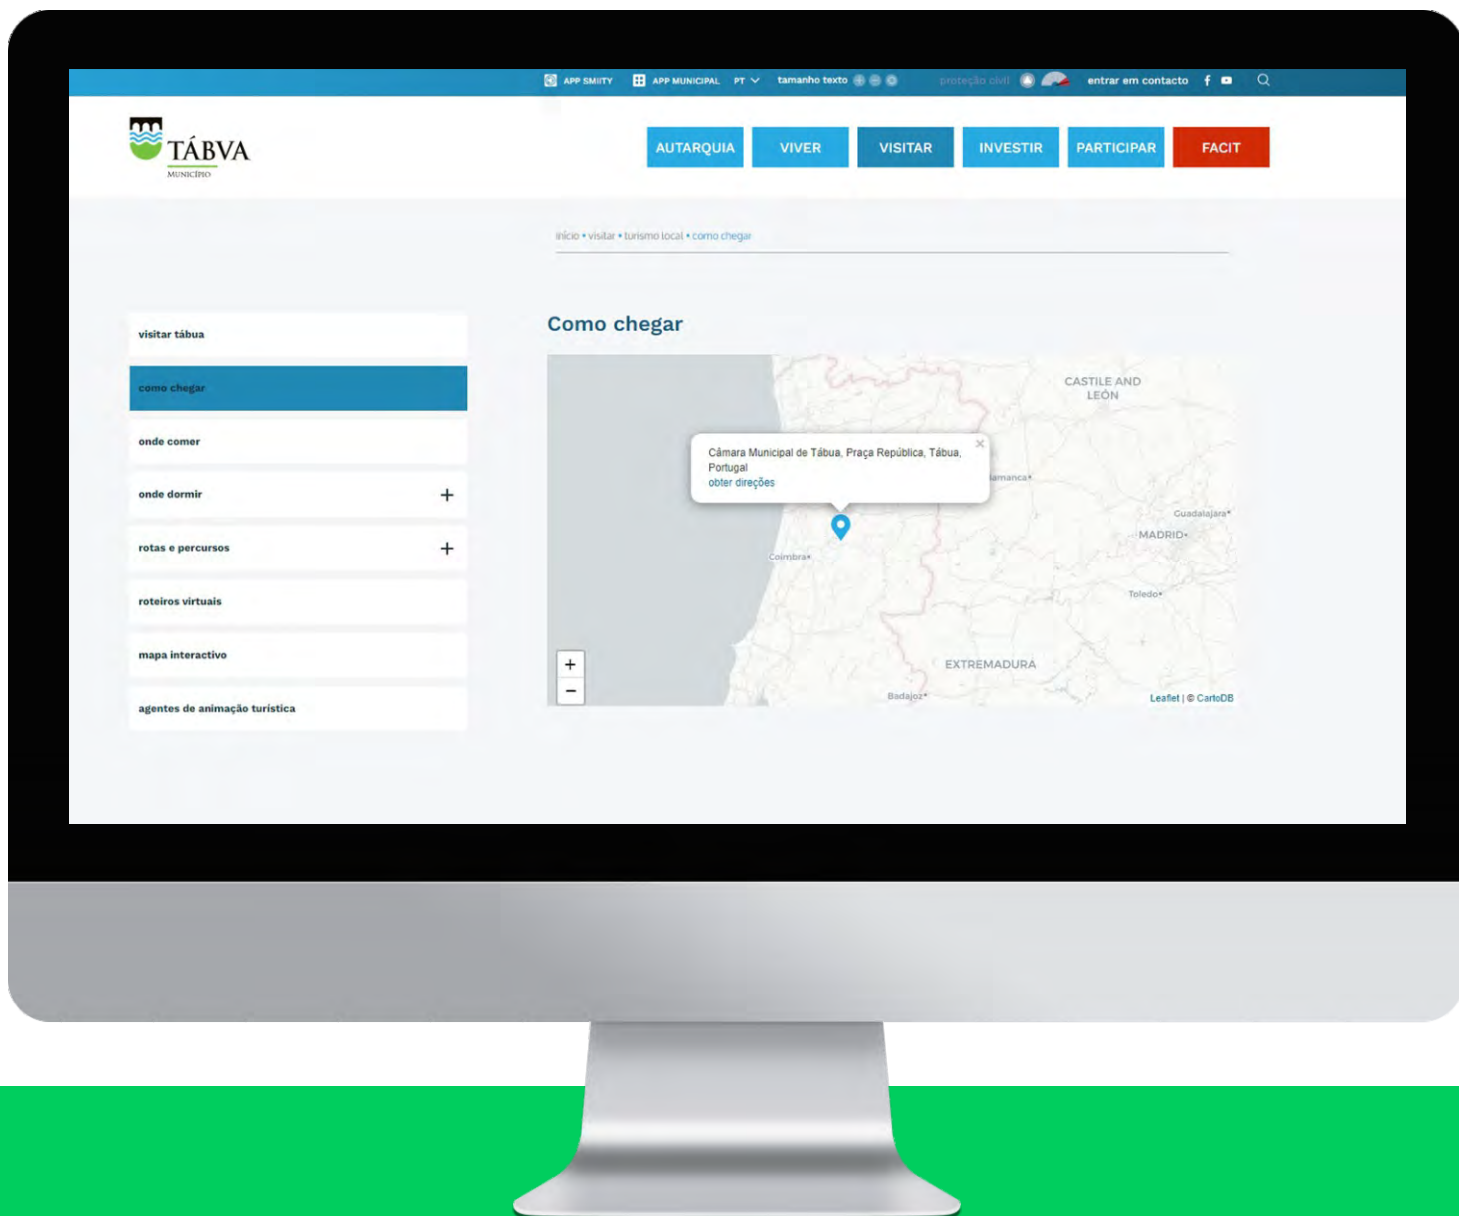 APP SMIITY
APP MUNICIPAL
PT
tamanho texto
proteção civil
entrar em contacto
TÁBVA
MUNICÍPIO
AUTARQUIA
VIVER
VISITAR
INVESTIR
PARTICIPAR
FACIT
início • visitar • turismo local • como chegar
visitar tábua
como chegar
onde comer
onde dormir +
rotas e percursos +
roteiros virtuais
mapa interactivo
agentes de animação turística
Como chegar
CASTILE AND
LEÓN
Câmara Municipal de Tábua, Praça República, Tábua,
Portugal
obter direções
×
amanca
Guadalajara
MADRID
Coimbra
Toledo
EXTREMADURA
Badajoz
+
−
Leaflet | © CartoDB